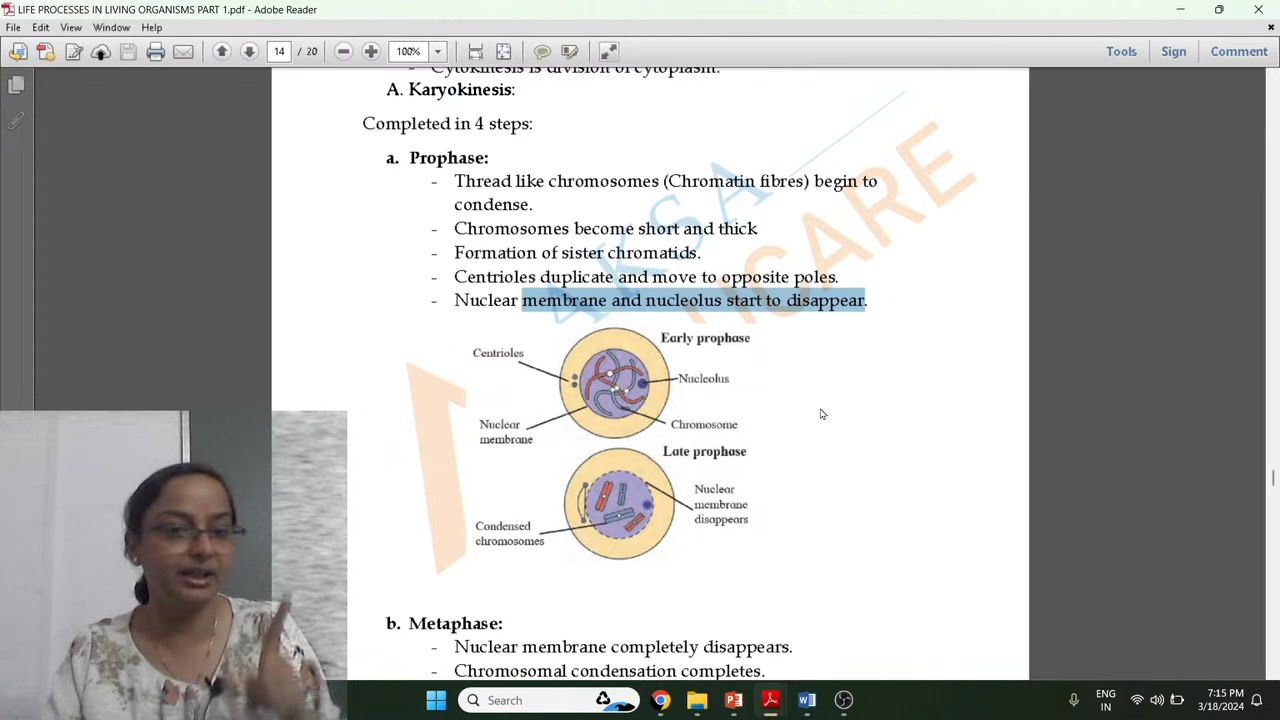 LIFE PROCESSES IN LIVING ORGANISMS PART 1.pdf - Adobe Reader
File Edit View Window Help
14 / 20 100% Tools Sign Comment
- Cytokinesis is division of cytoplasm.
A. Karyokinesis:
Completed in 4 steps:
a. Prophase:
- Thread like chromosomes (Chromatin fibres) begin to
condense.
- Chromosomes become short and thick
- Formation of sister chromatids.
- Centrioles duplicate and move to opposite poles.
- Nuclear membrane and nucleolus start to disappear.
Early prophase
Centrioles
Nucleolus
Nuclear
membrane
Chromosome
Late prophase
Nuclear
membrane
disappears
Condensed
chromosomes
b. Metaphase:
- Nuclear membrane completely disappears.
- Chromosomal condensation completes.
AKSA
UCARE
Search
ENG
IN
7:15 PM
3/18/2024